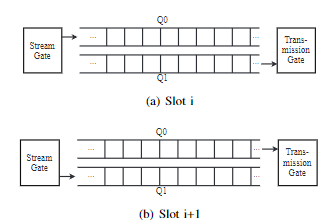 Q0
Stream
Gate
...
...
Trans-
mission
Gate
...
...
Q1
(a) Slot i
Q0
Stream
Gate
...
...
Trans-
mission
Gate
...
...
Q1
(b) Slot i+1